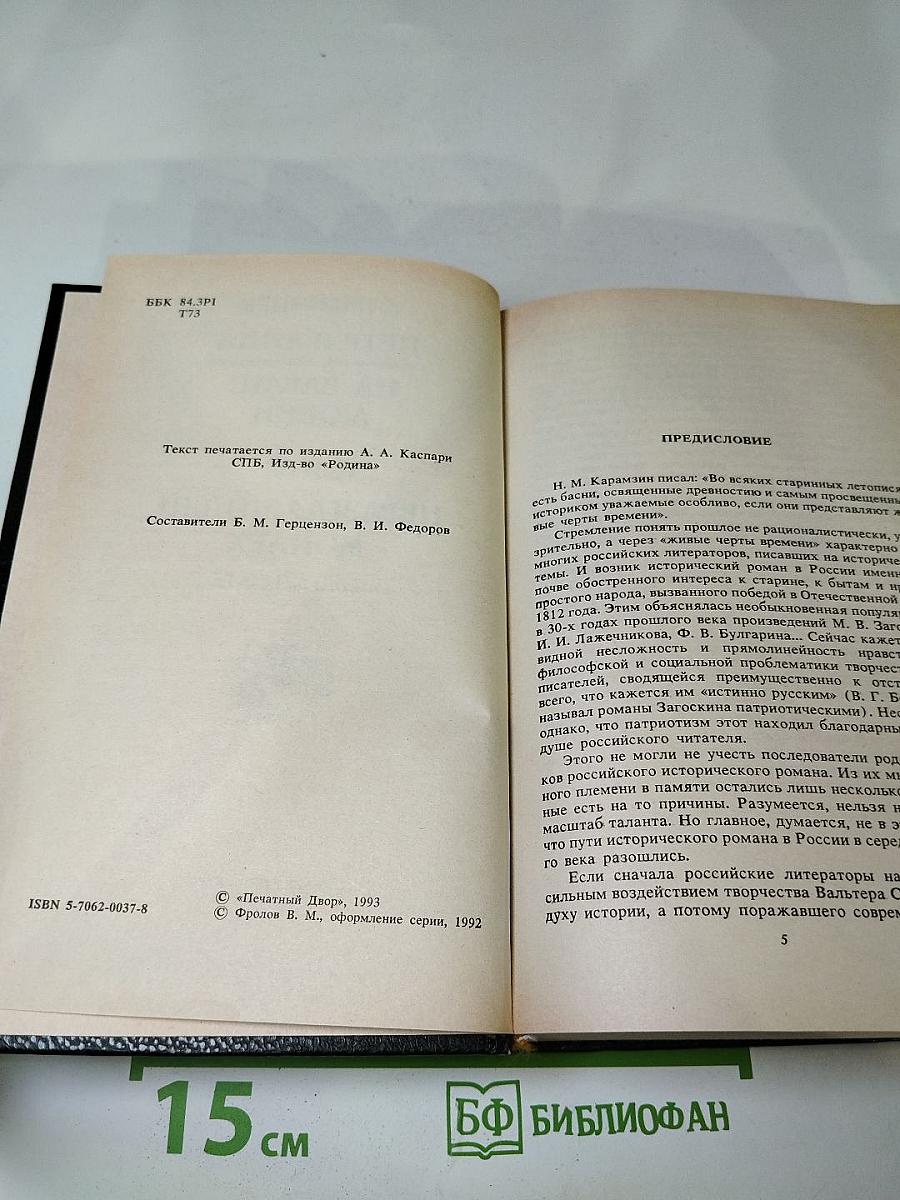 ББК 84.3Р1
Т73
Текст печатается по изданию А. А. Каспари
СПБ, Изд-во «Родина»
Составители Б. М. Герцензон, В. И. Федоров
ISBN 5-7062-0037-8
© «Печатный Двор», 1993
© Фролов В. М., оформление серии, 1992
ПРЕДИСЛОВИЕ
Н. М. Карамзин писал: «Во всяких старинных летопися
есть басни, освященные древностию и самым просвещенны
историком уважаемые особливо, если они представляют ж
вые черты времени».
Стремление понять прошлое не рационалистически, у
зрительно, а через «живые черты времени» характерно
многих российских литераторов, писавших на историче
темы. И возник исторический роман в России именн
почве обостренного интереса к старине, к бытам и нр
простого народа, вызванного победой в Отечественной
1812 года. Этим объяснялась необыкновенная популя
в 30-х годах прошлого века произведений М. В. Заго
И. И. Лажечникова, Ф. В. Булгарина... Сейчас кажет
видной несложность и прямолинейность нравст
философской и социальной проблематики творчест
писателей, сводящейся преимущественно к отст
всего, что кажется им «истинно русским» (В. Г. Б
называл романы Загоскина патриотическими). Нес
однако, что патриотизм этот находил благодарны
душе российского читателя.
Этого не могли не учесть последователи род
ков российского исторического романа. Из их мн
ного племени в памяти остались лишь несколько
ные есть на то причины. Разумеется, нельзя н
масштаб таланта. Но главное, думается, не в э
что пути исторического романа в России в серед
го века разошлись.
Если сначала российские литераторы на
сильным воздействием творчества Вальтера С
духу истории, а потому поражавшего соврем
5
15 см
БФ БИБЛИОФАН